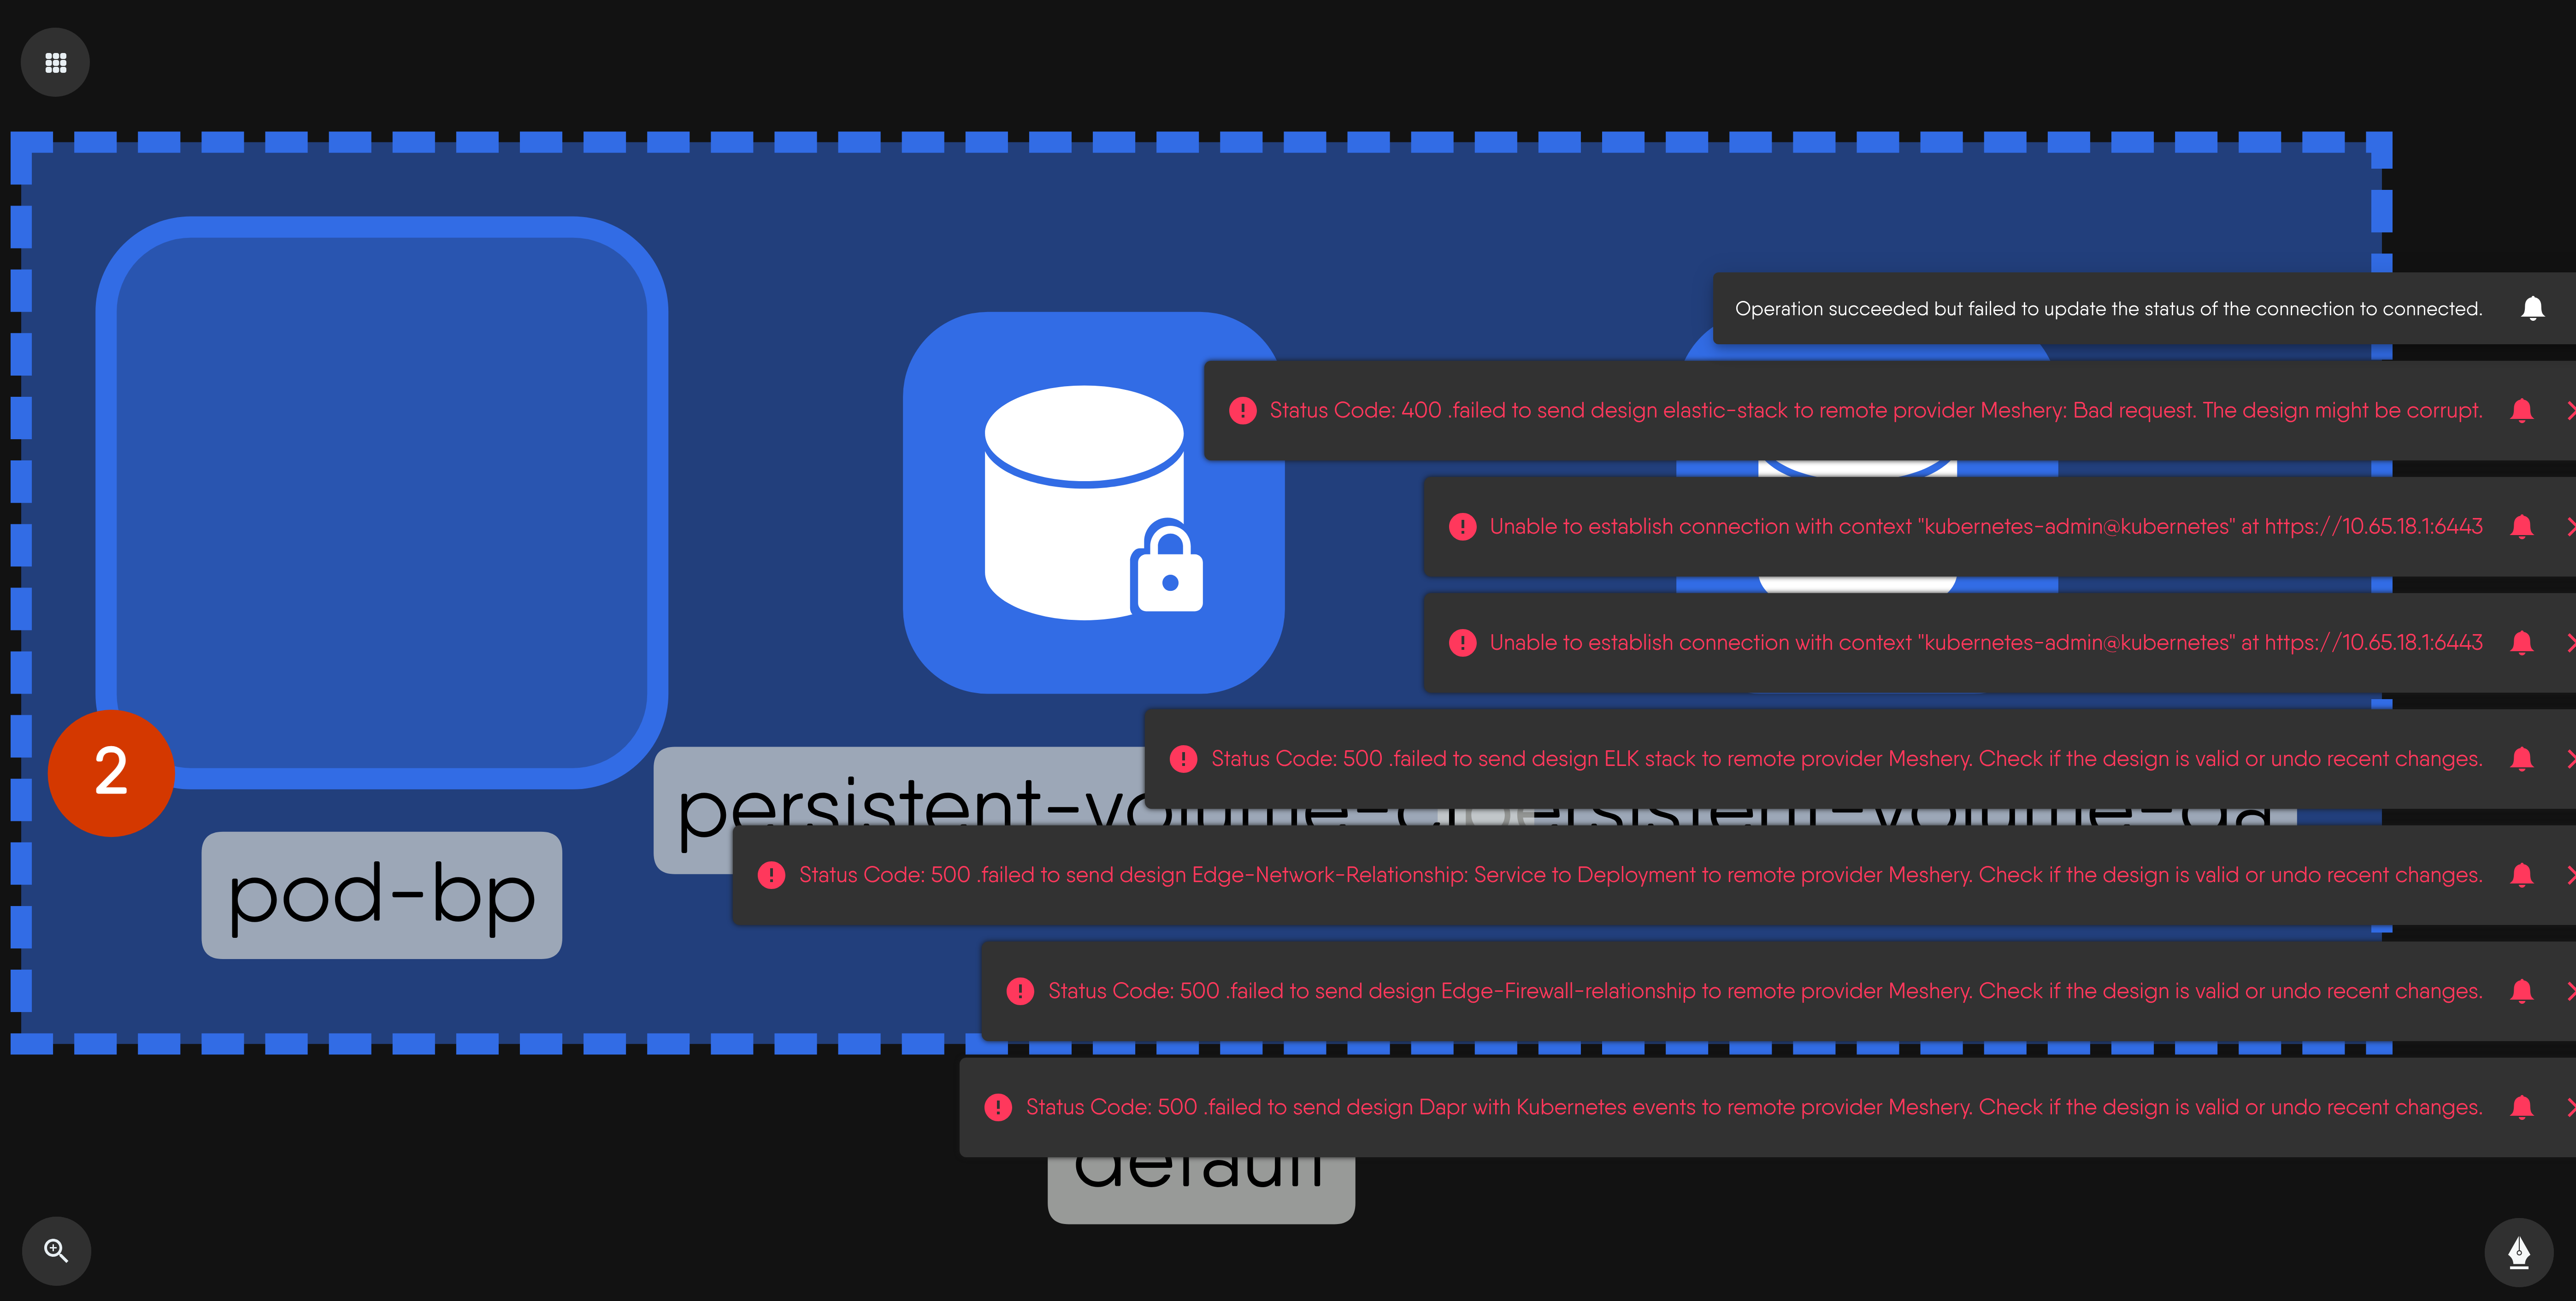 Operation succeeded but failed to update the status of the connection to connected.
Status Code: 400 .failed to send design elastic-stack to remote provider Meshery: Bad request. The design might be corrupt.
Unable to establish connection with context "kubernetes-admin@kubernetes" at https://10.65.18.1:6443
Unable to establish connection with context "kubernetes-admin@kubernetes" at https://10.65.18.1:6443
Status Code: 500 .failed to send design ELK stack to remote provider Meshery. Check if the design is valid or undo recent changes.
2
persistent-volume-
persistent-volume-
Status Code: 500 .failed to send design Edge-Network-Relationship: Service to Deployment to remote provider Meshery. Check if the design is valid or undo recent changes.
pod-bp
Status Code: 500 .failed to send design Edge-Firewall-relationship to remote provider Meshery. Check if the design is valid or undo recent changes.
Status Code: 500 .failed to send design Dapr with Kubernetes events to remote provider Meshery. Check if the design is valid or undo recent changes.
default